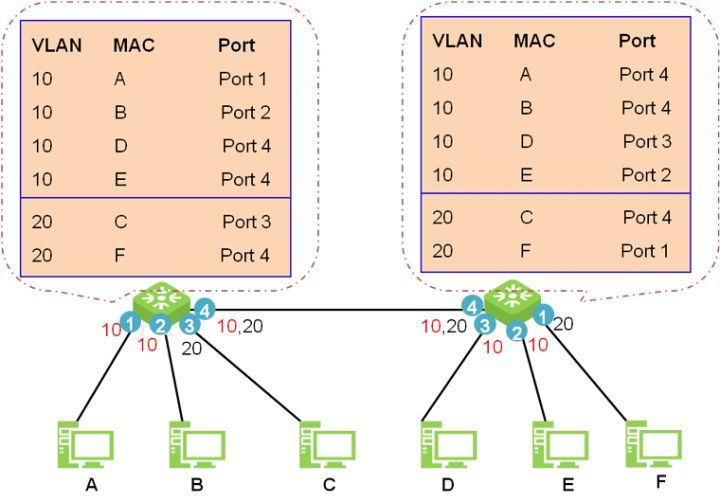 VLAN MAC Port
10 A Port 1
10 B Port 2
10 D Port 4
10 E Port 4
20 C Port 3
20 F Port 4
VLAN MAC Port
10 A Port 4
10 B Port 4
10 D Port 3
10 E Port 2
20 C Port 4
20 F Port 1
1 2 3 4
10 10 20 10,20
4 3 2 1
10,20 10 10 20
A B C D E F